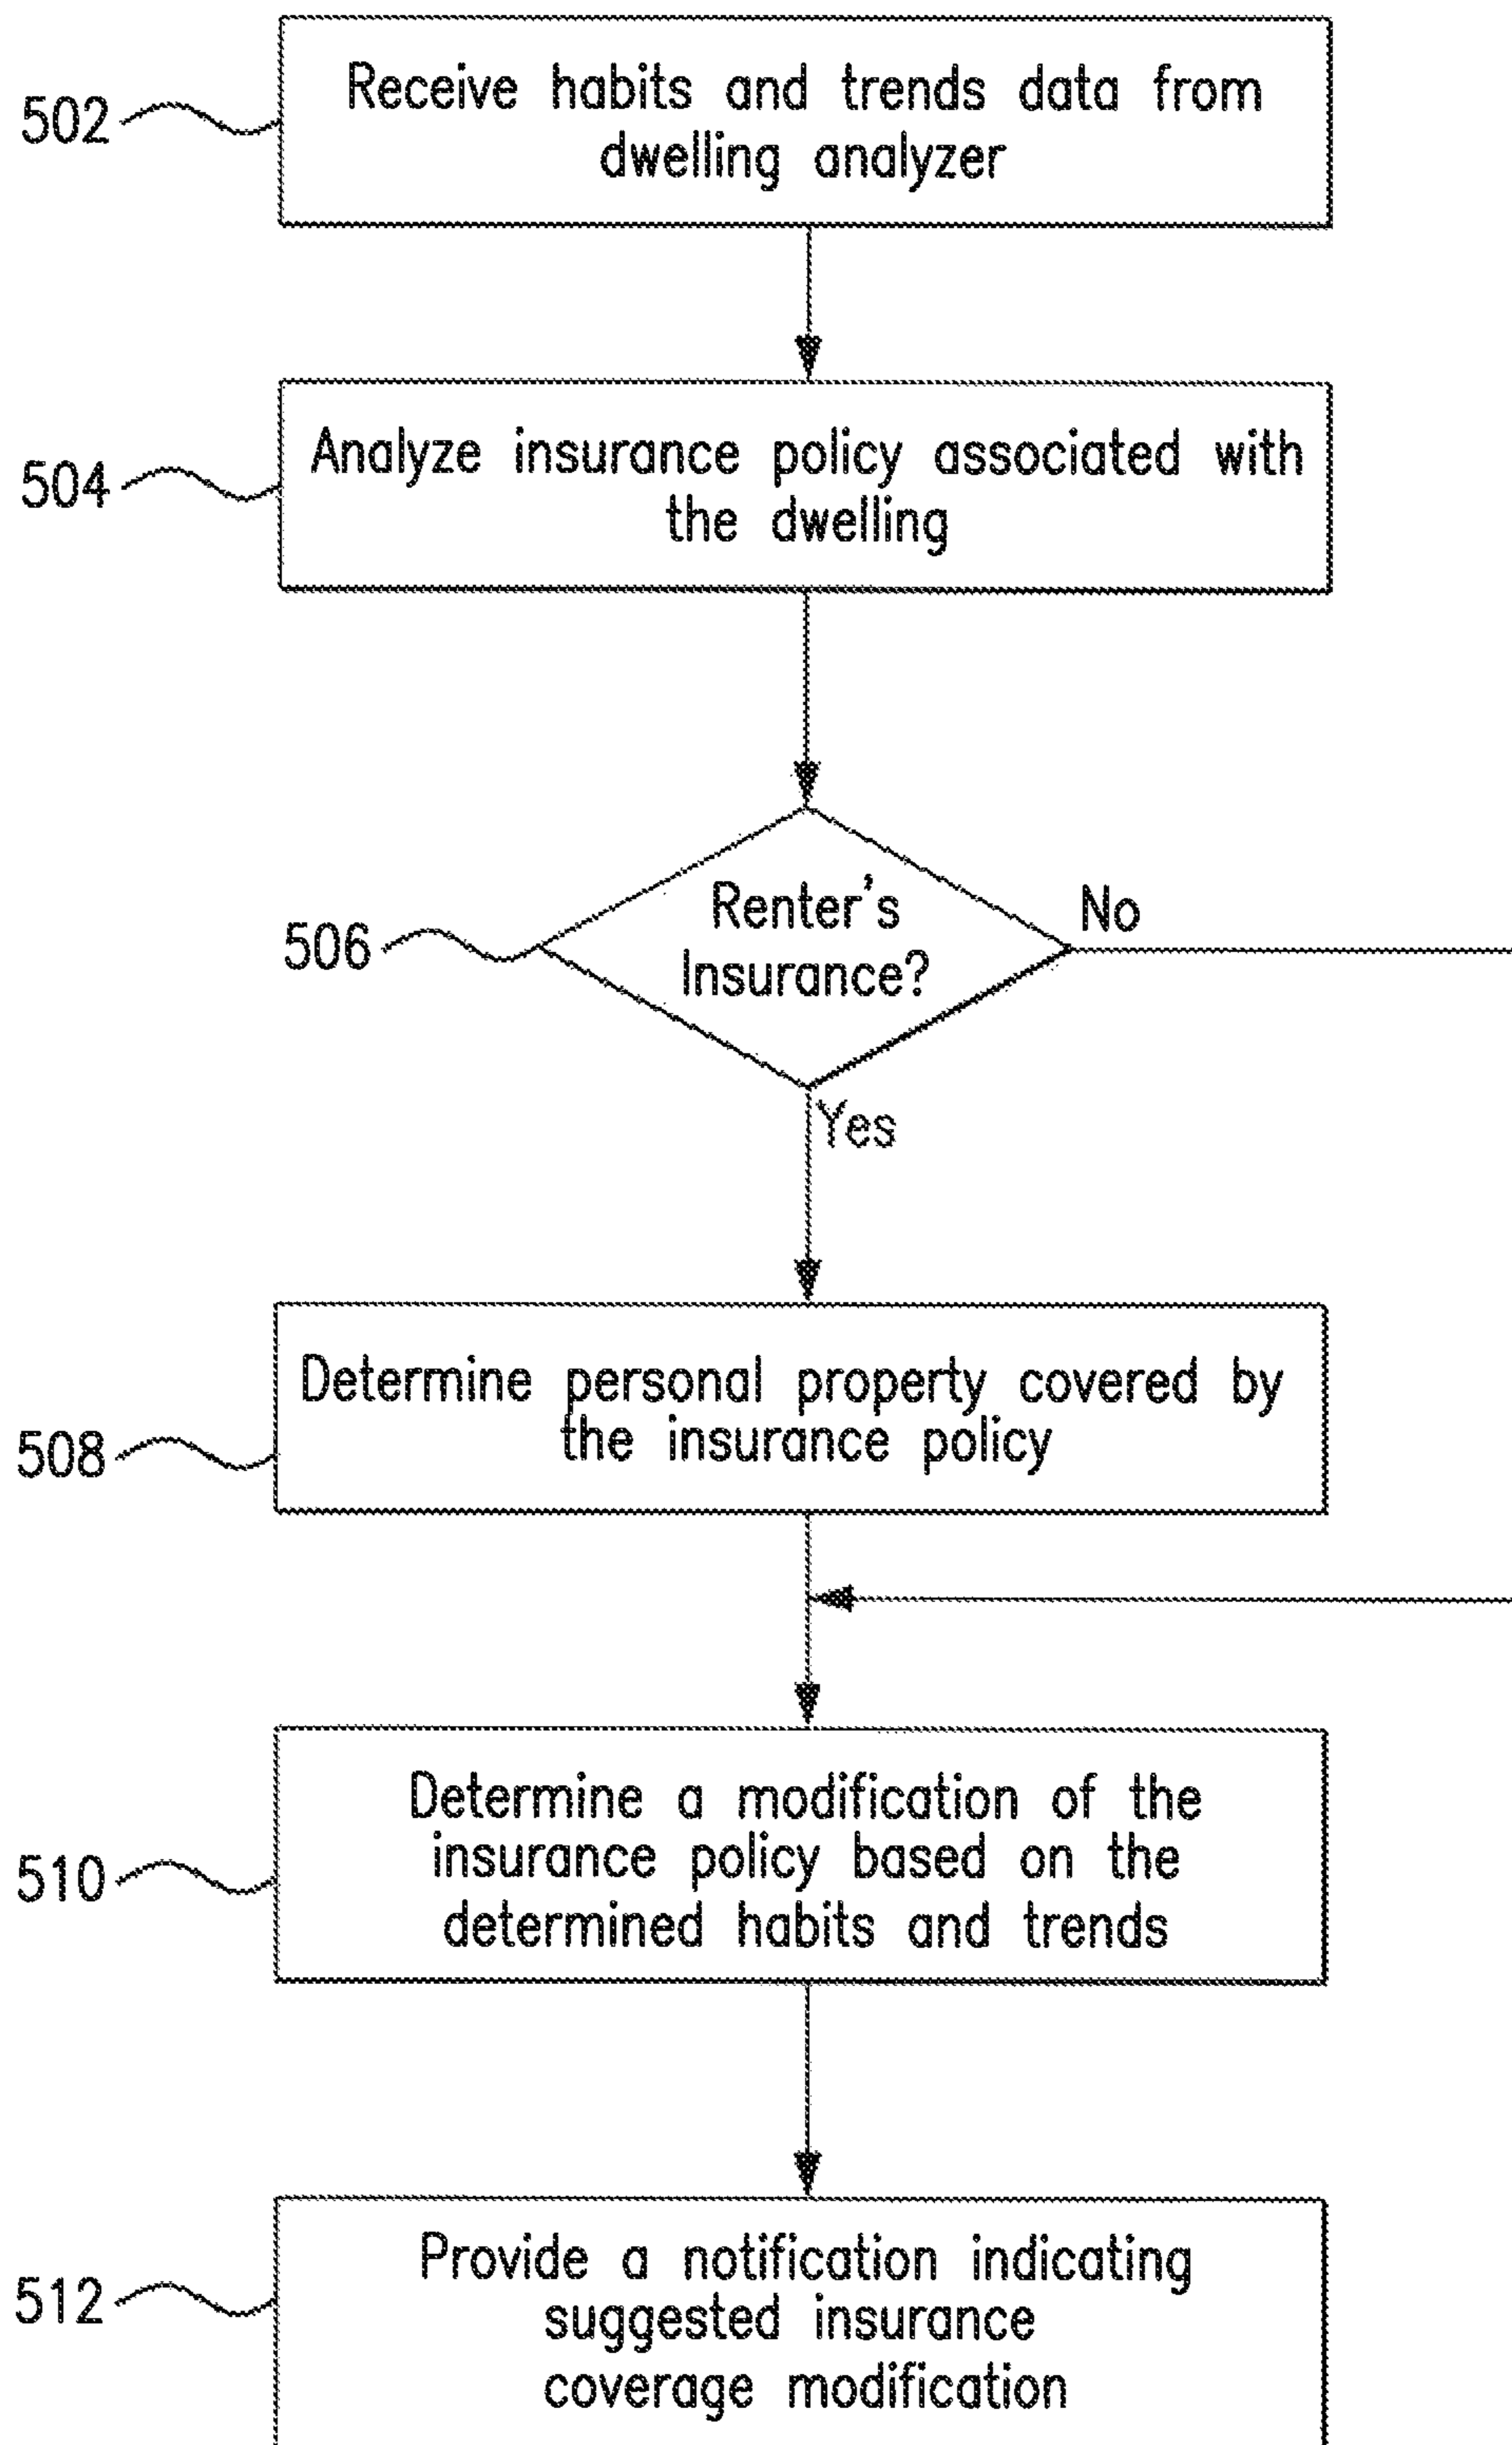 502
Receive habits and trends data from
dwelling analyzer
504
Analyze insurance policy associated with
the dwelling
506
Renter's
Insurance?
No
Yes
508
Determine personal property covered by
the insurance policy
510
Determine a modification of the
insurance policy based on the
determined habits and trends
512
Provide a notification indicating
suggested insurance
coverage modification